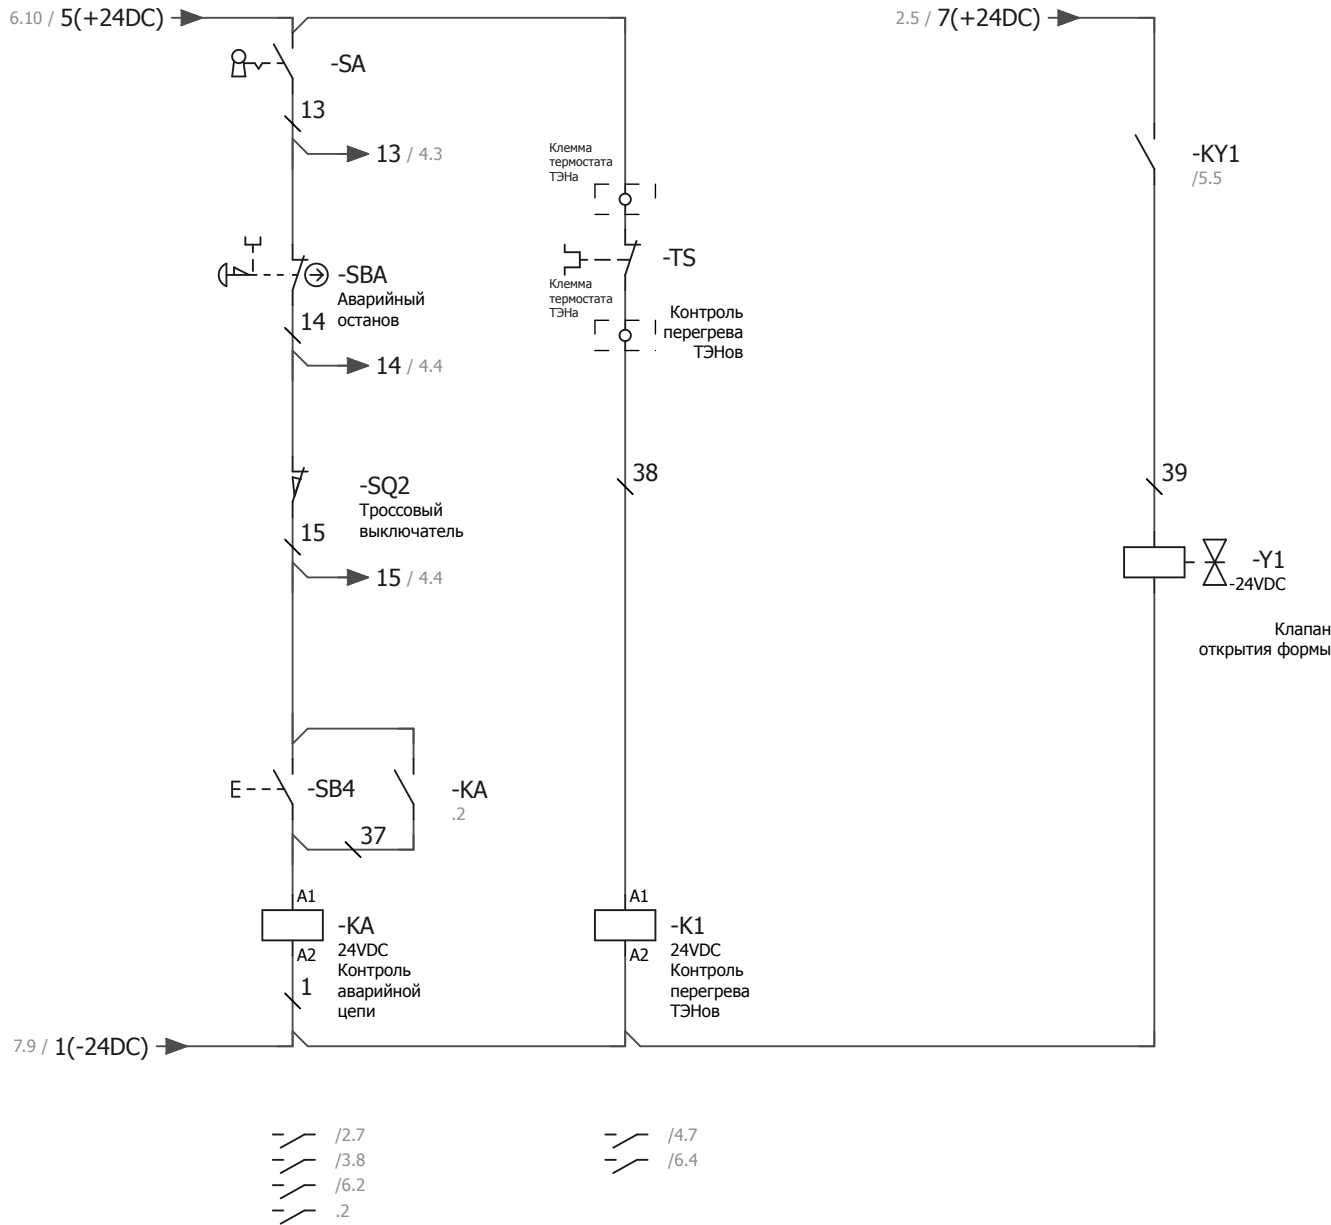 6.10 / 5(+24DC)
2.5 / 7(+24DC)
-SA
13
13 / 4.3
Клемма
термостата
ТЭНа
-KY1
/5.5
-TS
-SBA
Аварийный
останов
Клемма
термостата
ТЭНа
14
Контроль
перегрева
ТЭНов
14 / 4.4
38
39
-SQ2
Троссовый
выключатель
15
15 / 4.4
-Y1
-24VDC
Клапан
открытия формы
E
-SB4
-KA
.2
37
A1
-KA
24VDC
A2
Контроль
аварийной
цепи
1
A1
-K1
24VDC
A2
Контроль
перегрева
ТЭНов
7.9 / 1(-24DC)
/2.7
/3.8
/6.2
.2
/4.7
/6.4